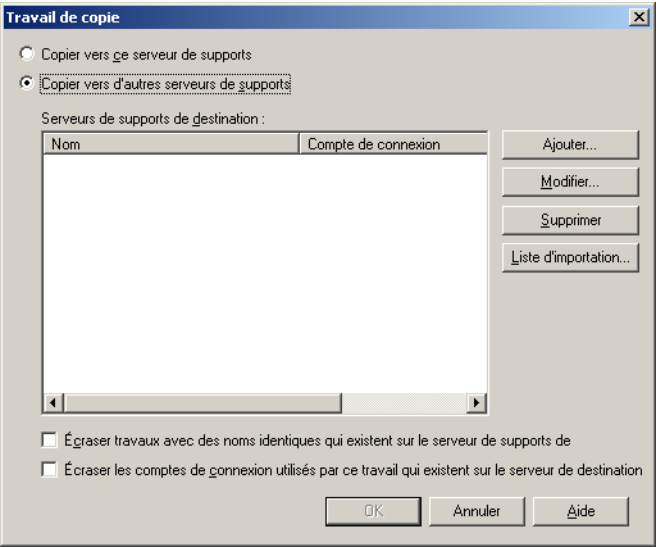 Travail de copie
Copier vers ce serveur de supports
Copier vers d'autres serveurs de supports
Serveurs de supports de destination :
Nom
Compte de connexion
Ajouter...
Modifier...
Supprimer
Liste d'importation...
Écraser travaux avec des noms identiques qui existent sur le serveur de supports de
Écraser les comptes de connexion utilisés par ce travail qui existent sur le serveur de destination
OK
Annuler
Aide